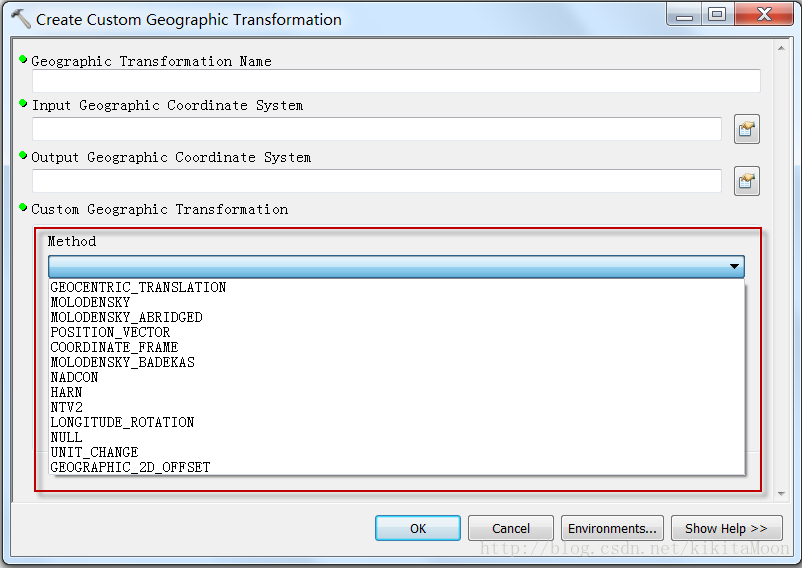 Create Custom Geographic Transformation
Geographic Transformation Name
Input Geographic Coordinate System
Output Geographic Coordinate System
Custom Geographic Transformation
Method
GEOCENTRIC_TRANSLATION
MOLODENSKY
MOLODENSKY_ABRIDGED
POSITION_VECTOR
COORDINATE_FRAME
MOLODENSKY_BADEKAS
NADCON
HARN
NTV2
LONGITUDE_ROTATION
NULL
UNIT_CHANGE
GEOGRAPHIC_2D_OFFSET
OK Cancel Environments... Show Help >>
http://blog.csdn.net/kikitaMoon